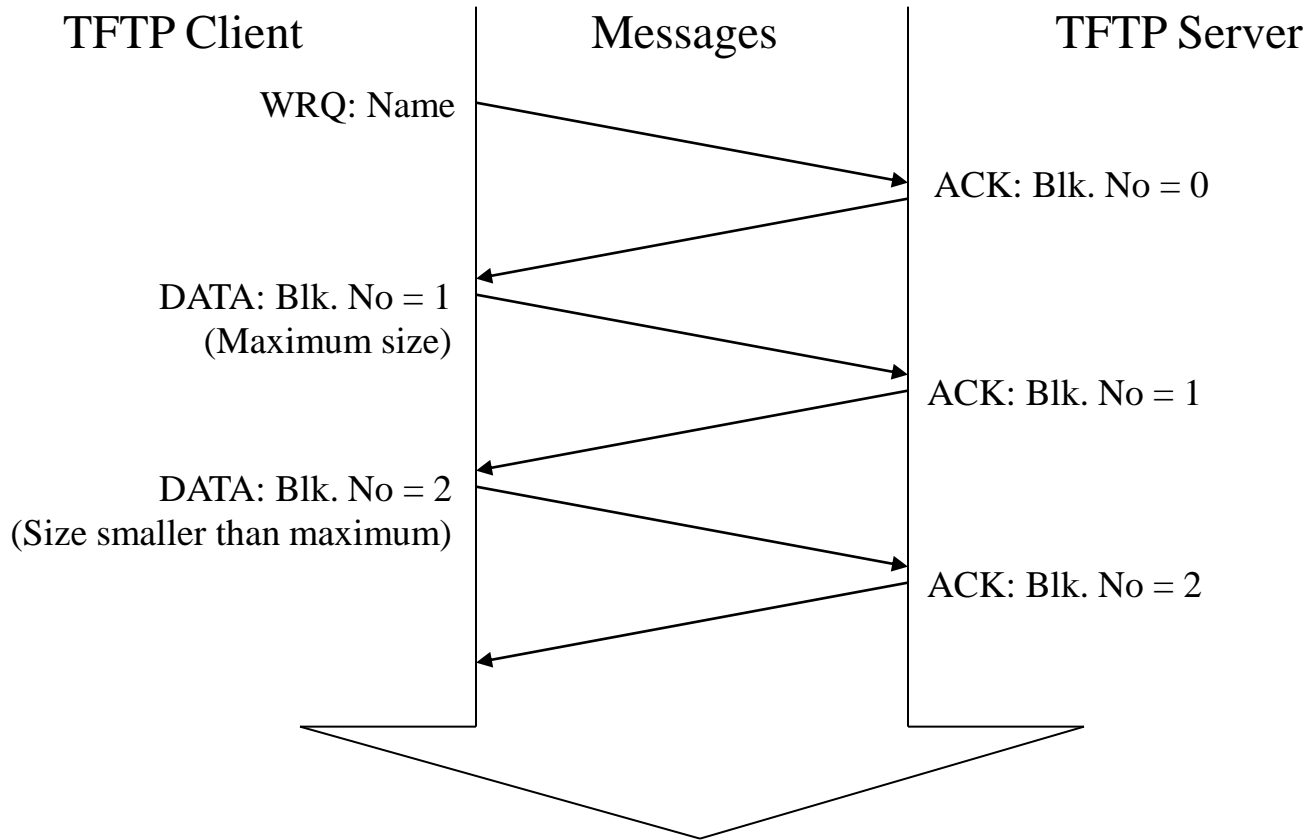 TFTP Client
Messages
TFTP Server
WRQ: Name
ACK: Blk. No = 0
DATA: Blk. No = 1
(Maximum size)
ACK: Blk. No = 1
DATA: Blk. No = 2
(Size smaller than maximum)
ACK: Blk. No = 2